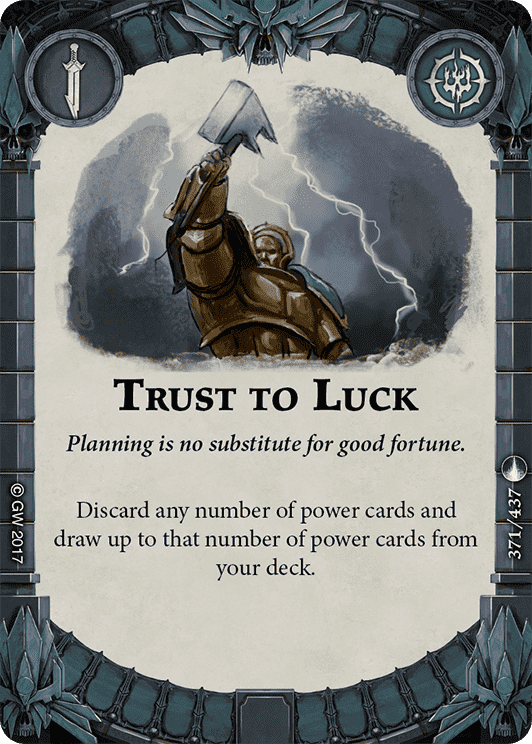 TRUST TO LUCK
Planning is no substitute for good fortune.
Discard any number of power cards and
draw up to that number of power cards from
your deck.
© GW 2017
371/437